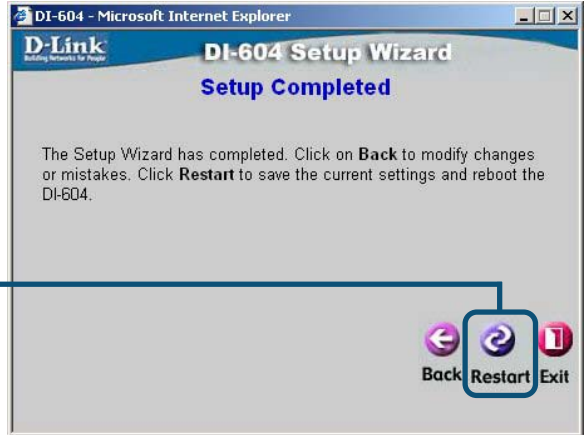 DI-604 - Microsoft Internet Explorer
D-Link
Building Networks for People
DI-604 Setup Wizard
Setup Completed
The Setup Wizard has completed. Click on Back to modify changes
or mistakes. Click Restart to save the current settings and reboot the
DI-604.
Back Restart Exit